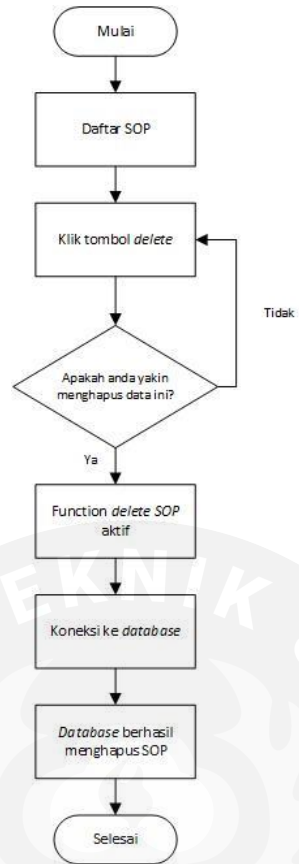 Mulai
Daftar SOP
Klik tombol delete
Tidak
Apakah anda yakin
menghapus data ini?
Ya
Function delete SOP
aktif
Koneksi ke database
Database berhasil
menghapus SOP
Selesai